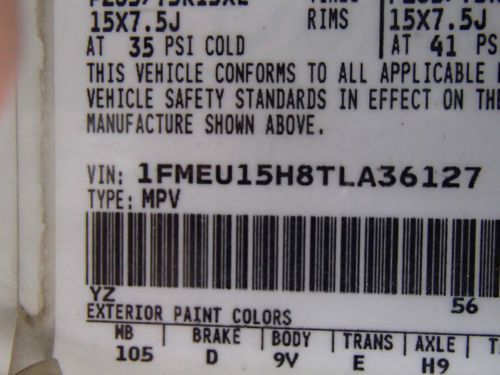 15X7.5J RIMS 15X7.5J
AT 35 PSI COLD AT 41 PSI
THIS VEHICLE CONFORMS TO ALL APPLICABLE
VEHICLE SAFETY STANDARDS IN EFFECT ON THE
MANUFACTURE SHOWN ABOVE.
VIN: 1FMEU15H8TLA36127
TYPE: MPV
YZ 56
EXTERIOR PAINT COLORS
MB BRAKE BODY TRANS AXLE
105 D 9V E H9